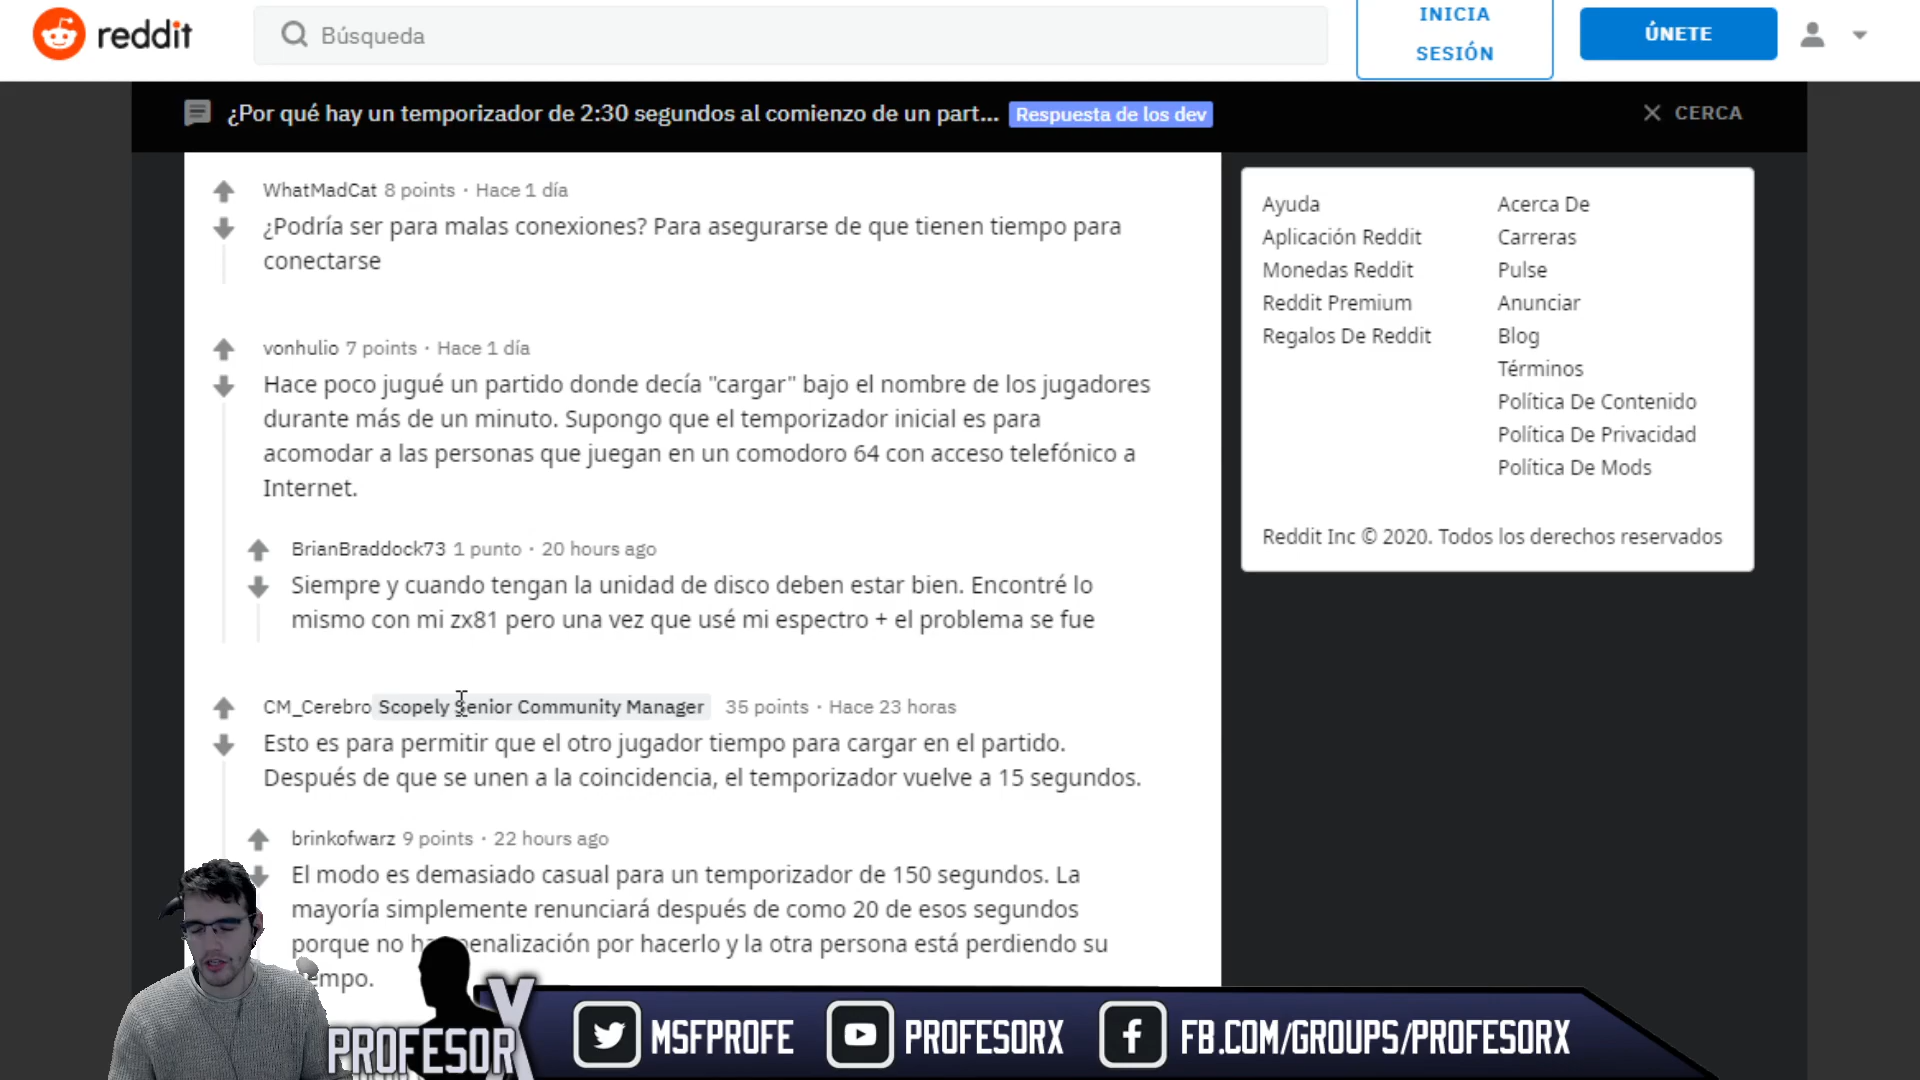 reddit
Búsqueda
INICIA
SESIÓN
ÚNETE
¿Por qué hay un temporizador de 2:30 segundos al comienzo de un part...
Respuesta de los dev
CERCA
WhatMadCat 8 points · Hace 1 día
¿Podría ser para malas conexiones? Para asegurarse de que tienen tiempo para
conectarse
vonhulio 7 points · Hace 1 día
Hace poco jugué un partido donde decía "cargar" bajo el nombre de los jugadores
durante más de un minuto. Supongo que el temporizador inicial es para
acomodar a las personas que juegan en un comodoro 64 con acceso telefónico a
Internet.
BrianBraddock73 1 punto · 20 hours ago
Siempre y cuando tengan la unidad de disco deben estar bien. Encontré lo
mismo con mi zx81 pero una vez que usé mi espectro + el problema se fue
CM_Cerebro Scopely Senior Community Manager 35 points · Hace 23 horas
Esto es para permitir que el otro jugador tiempo para cargar en el partido.
Después de que se unen a la coincidencia, el temporizador vuelve a 15 segundos.
brinkofwarz 9 points · 22 hours ago
El modo es demasiado casual para un temporizador de 150 segundos. La
mayoría simplemente renunciará después de como 20 de esos segundos
porque no penalización por hacerlo y la otra persona está perdiendo su
Ayuda
Aplicación Reddit
Monedas Reddit
Reddit Premium
Regalos De Reddit
Acerca De
Carreras
Pulse
Anunciar
Blog
Términos
Política De Contenido
Política De Privacidad
Política De Mods
Reddit Inc © 2020. Todos los derechos reservados
PROFESOR X
MSFPROFE
PROFESORX
FB.COM/GROUPS/PROFESORX